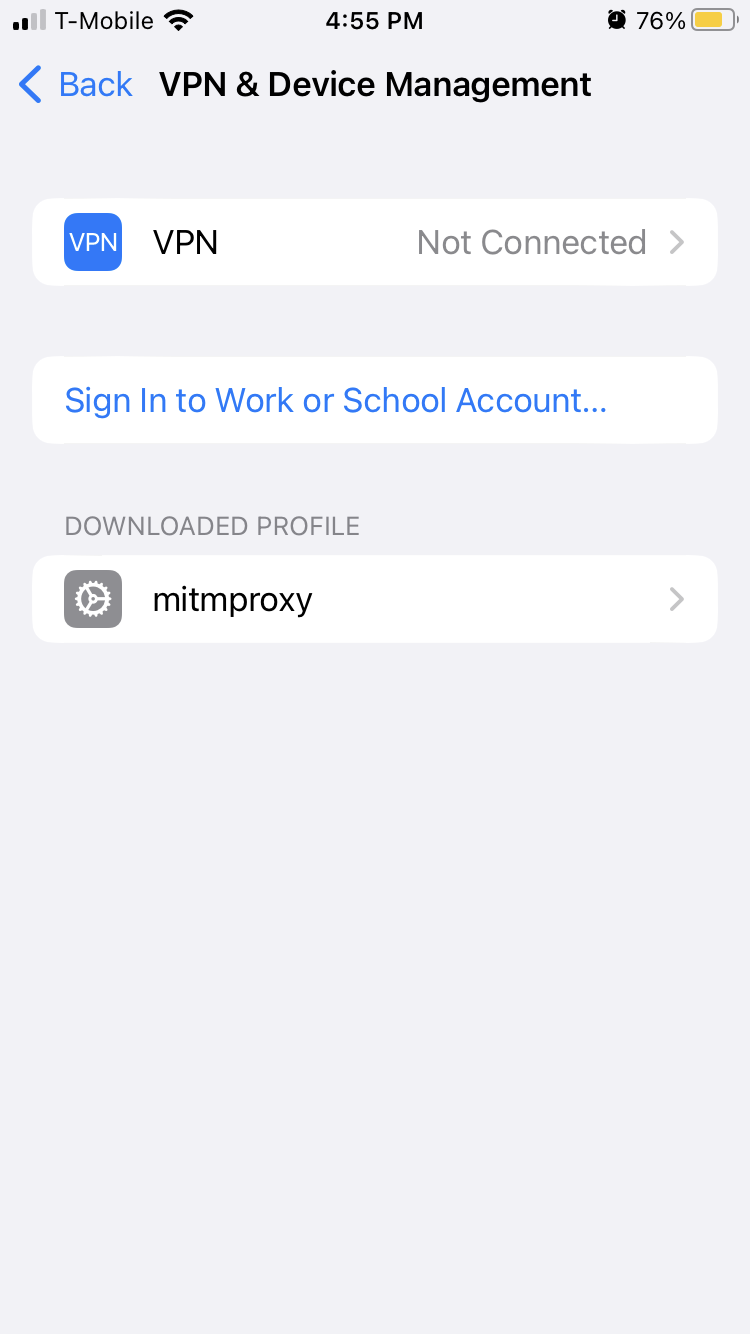 T-Mobile 4:55 PM 76%
Back VPN & Device Management
VPN VPN Not Connected
Sign In to Work or School Account...
DOWNLOADED PROFILE
mitmproxy